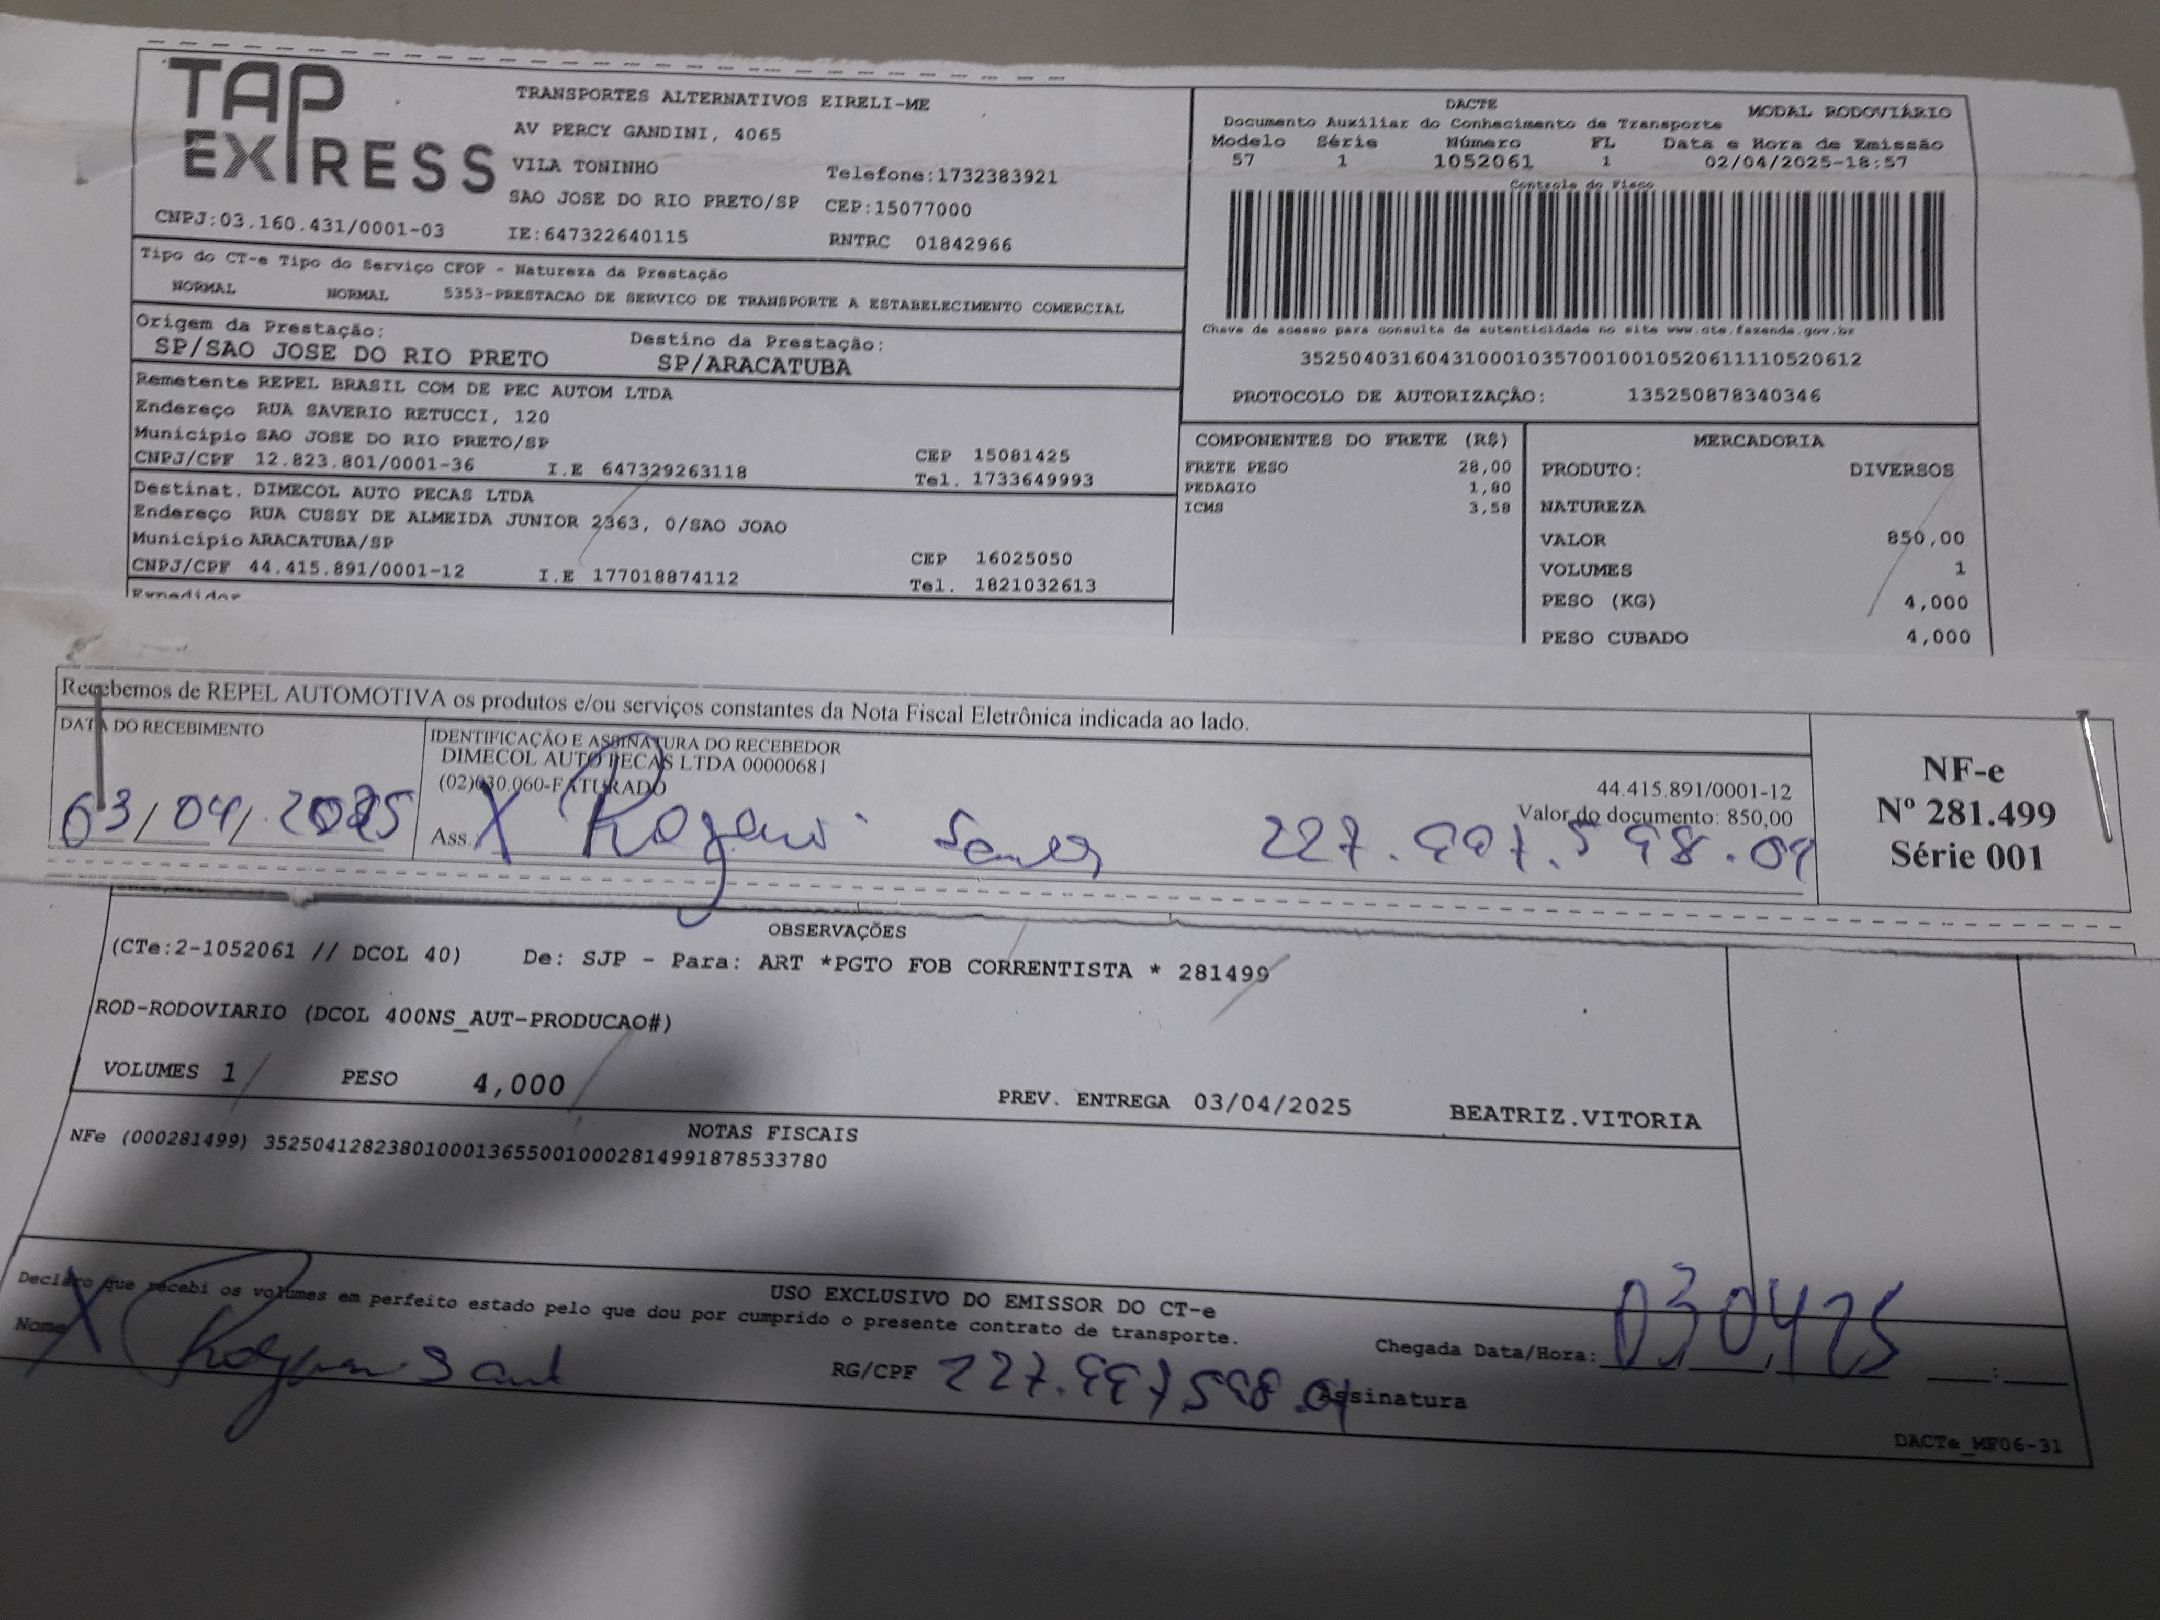 TAP EXPRESS
TRANSPORTES ALTERNATIVOS EIRELI-ME
AV PERCY GANDINI, 4065
VILA TONINHO Telefone:1732383921
SAO JOSE DO RIO PRETO/SP CEP:15077000
CNPJ:03.160.431/0001-03 IE:647322640115 RNTRC 01842966
DACTE MODAL RODOVIÁRIO
Documento Auxiliar do Conhecimento de Transporte
Modelo Série Número FL Data e Hora de Emissão
57 1 1052061 1 02/04/2025-18:57
Controle do Fisco
Chave de acesso para consulta de autenticidade no site www.cte.fazenda.gov.br
35250403160431000103570010010520611110520612
PROTOCOLO DE AUTORIZAÇÃO: 135250878340346
Tipo do CT-e Tipo do Serviço CFOP - Natureza da Prestação
NORMAL NORMAL 5353-PRESTACAO DE SERVICO DE TRANSPORTE A ESTABELECIMENTO COMERCIAL
Origem da Prestação: Destino da Prestação:
SP/SAO JOSE DO RIO PRETO SP/ARACATUBA
Remetente REPEL BRASIL COM DE PEC AUTOM LTDA
Endereço RUA SAVERIO RETUCCI, 120
Município SAO JOSE DO RIO PRETO/SP CEP 15081425
CNPJ/CPF 12.823.801/0001-36 I.E 647329263118 Tel. 1733649993
Destinat. DIMECOL AUTO PECAS LTDA
Endereço RUA CUSSY DE ALMEIDA JUNIOR 2363, 0/SAO JOAO
Município ARACATUBA/SP CEP 16025050
CNPJ/CPF 44.415.891/0001-12 I.E 177018874112 Tel. 1821032613
Expedidor
COMPONENTES DO FRETE (R$)
FRETE PESO 28,00
PEDAGIO 1,80
ICMS 3,58
MERCADORIA
PRODUTO: DIVERSOS
NATUREZA
VALOR 850,00
VOLUMES 1
PESO (KG) 4,000
PESO CUBADO 4,000
Recebemos de REPEL AUTOMOTIVA os produtos e/ou serviços constantes da Nota Fiscal Eletrônica indicada ao lado.
DATA DO RECEBIMENTO
03/04/2025
IDENTIFICAÇÃO E ASSINATURA DO RECEBEDOR
DIMECOL AUTO PECAS LTDA 00000681
(02)030.060-FATURADO 44.415.891/0001-12
Valor do documento: 850,00
Ass. X
NF-e
Nº 281.499
Série 001
OBSERVAÇÕES
(CTe:2-1052061 // DCOL 40) De: SJP - Para: ART *PGTO FOB CORRENTISTA * 281499
ROD-RODOVIARIO (DCOL 400NS_AUT-PRODUCAO#)
VOLUMES 1 PESO 4,000 PREV. ENTREGA 03/04/2025 BEATRIZ.VITORIA
NOTAS FISCAIS
NFe (000281499) 35250412823801000136550010002814991878533780
USO EXCLUSIVO DO EMISSOR DO CT-e
Declaro que recebi os volumes em perfeito estado pelo que dou por cumprido o presente contrato de transporte.
Nome X RG/CPF Assinatura
Chegada Data/Hora: 03 04 25
DACTe_MF06-31